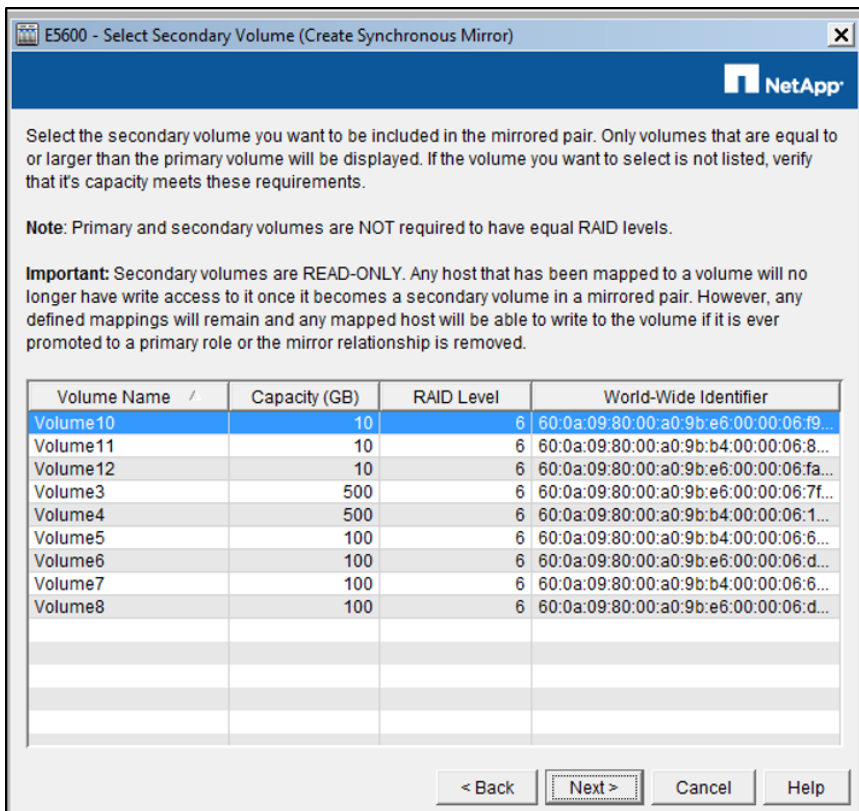 E5600 - Select Secondary Volume (Create Synchronous Mirror)
NetApp
Select the secondary volume you want to be included in the mirrored pair. Only volumes that are equal to
or larger than the primary volume will be displayed. If the volume you want to select is not listed, verify
that it's capacity meets these requirements.
Note: Primary and secondary volumes are NOT required to have equal RAID levels.
Important: Secondary volumes are READ-ONLY. Any host that has been mapped to a volume will no
longer have write access to it once it becomes a secondary volume in a mirrored pair. However, any
defined mappings will remain and any mapped host will be able to write to the volume if it is ever
promoted to a primary role or the mirror relationship is removed.
Volume Name Capacity (GB) RAID Level World-Wide Identifier
Volume10 10 6 60:0a:09:80:00:a0:9b:e6:00:00:06:f9...
Volume11 10 6 60:0a:09:80:00:a0:9b:b4:00:00:06:8...
Volume12 10 6 60:0a:09:80:00:a0:9b:e6:00:00:06:fa...
Volume3 500 6 60:0a:09:80:00:a0:9b:e6:00:00:06:7f...
Volume4 500 6 60:0a:09:80:00:a0:9b:b4:00:00:06:1...
Volume5 100 6 60:0a:09:80:00:a0:9b:b4:00:00:06:6...
Volume6 100 6 60:0a:09:80:00:a0:9b:e6:00:00:06:d...
Volume7 100 6 60:0a:09:80:00:a0:9b:b4:00:00:06:6...
Volume8 100 6 60:0a:09:80:00:a0:9b:e6:00:00:06:d...
< Back Next > Cancel Help